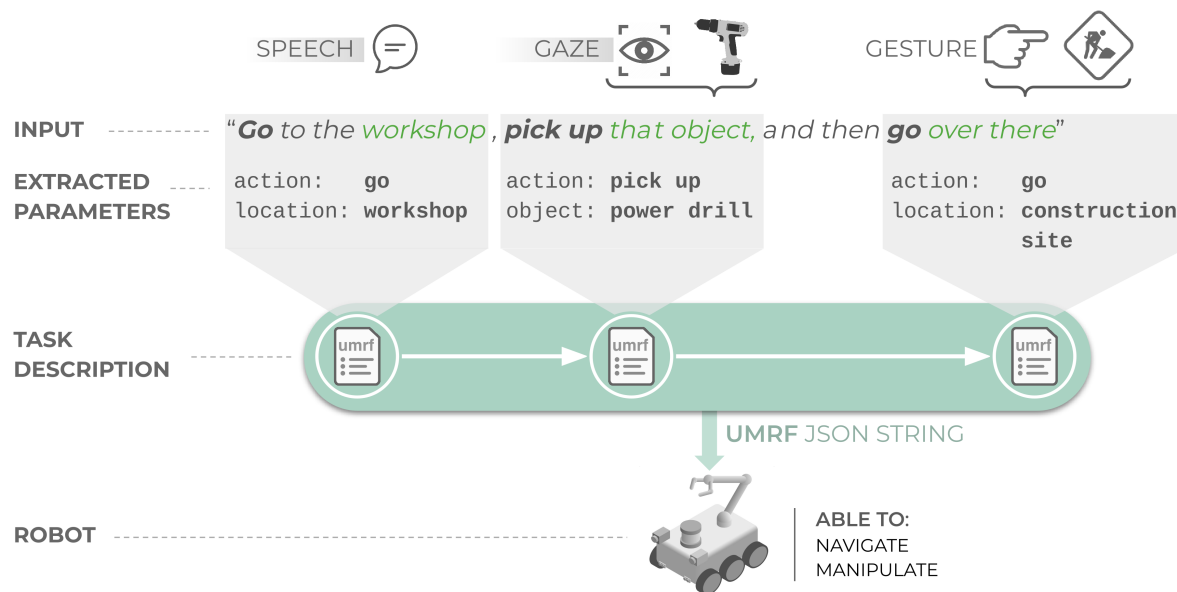 SPEECH
GAZE
GESTURE
INPUT
“Go to the workshop , pick up that object, and then go over there”
EXTRACTED
PARAMETERS
action: go
location: workshop
action: pick up
object: power drill
action: go
location: construction
site
TASK
DESCRIPTION
umrf
umrf
umrf
UMRF JSON STRING
ROBOT
ABLE TO:
NAVIGATE
MANIPULATE